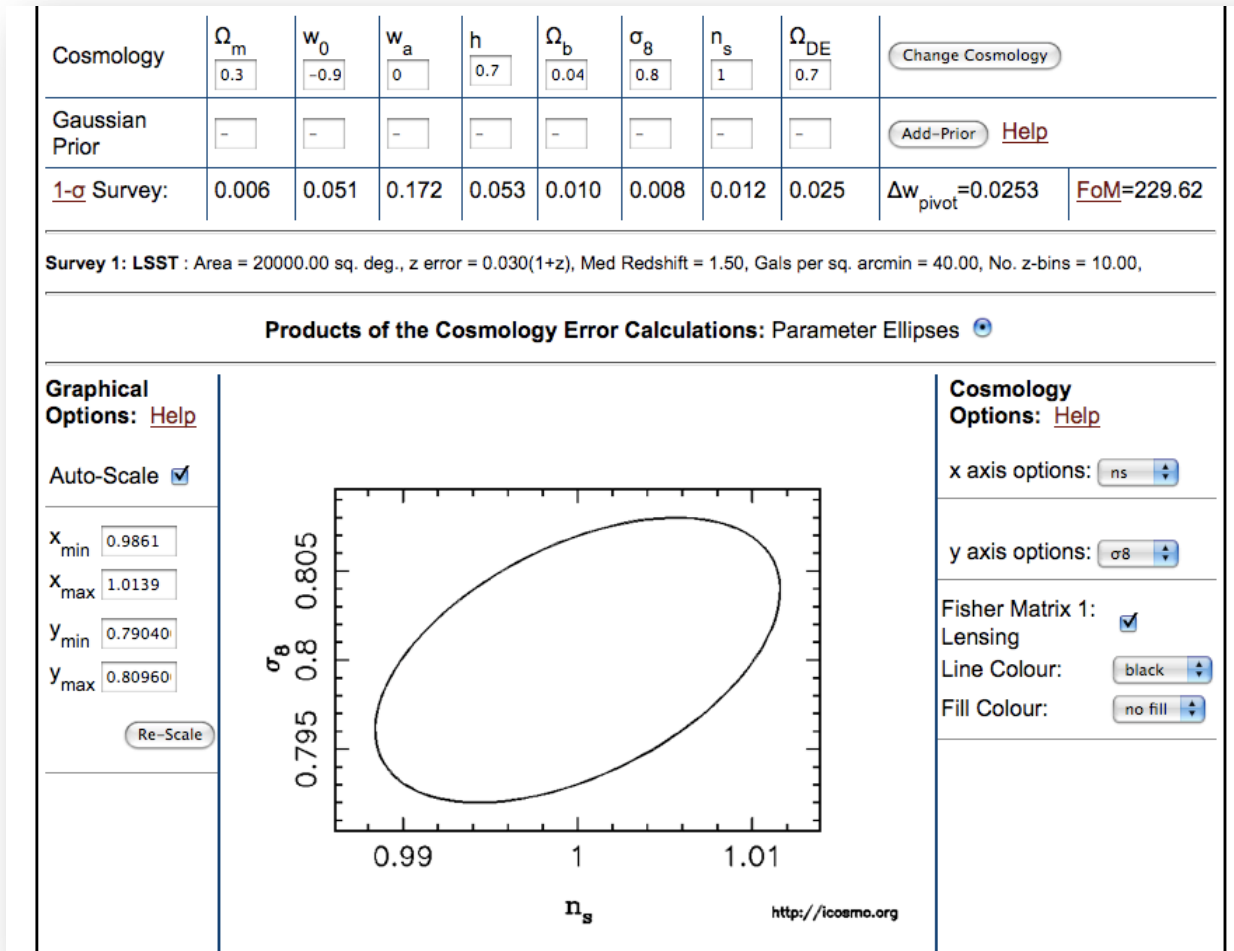 Cosmology Ωm w0 wa h Ωb σ8 ns ΩDE
0.3 -0.9 0 0.7 0.04 0.8 1 0.7 Change Cosmology
Gaussian Prior - - - - - - - - Add-Prior Help
1-σ Survey: 0.006 0.051 0.172 0.053 0.010 0.008 0.012 0.025 Δwpivot=0.0253 FoM=229.62
Survey 1: LSST : Area = 20000.00 sq. deg., z error = 0.030(1+z), Med Redshift = 1.50, Gals per sq. arcmin = 40.00, No. z-bins = 10.00,
Products of the Cosmology Error Calculations: Parameter Ellipses
Graphical
Options: Help
Auto-Scale
xmin 0.9861
xmax 1.0139
ymin 0.79040
ymax 0.80960
Re-Scale
σ8
0.805
0.8
0.795
0.99 1 1.01
ns
http://icosmo.org
Cosmology
Options: Help
x axis options: ns
y axis options: σ8
Fisher Matrix 1:
Lensing
Line Colour: black
Fill Colour: no fill